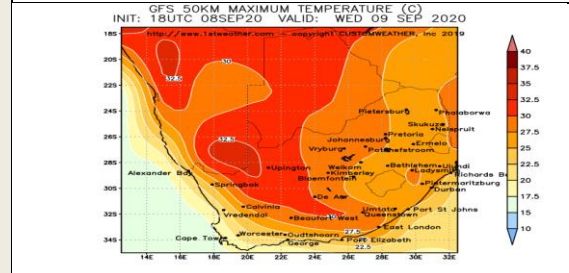 GFS 50KM MAXIMUM TEMPERATURE (C)
INIT: 18UTC 08SEP20 VALID: WED 09 SEP 2020
http://www.1stweather.com - copyright CUSTOMWEATHER, Inc 2019
18S
20S
22S
24S
26S
28S
30S
32S
34S
14E 16E 18E 20E 22E 24E 26E 28E 30E 32E
40
37.5
35
32.5
30
27.5
25
22.5
20
17.5
15
10
32.5
30
32.5
27.5
22.5
Pietersburg
Phalaborwa
Skukuza
Nelspruit
Johannesburg
Pretoria
Ermelo
Vryburg
Potchefstroom
Alexander Bay
Upington
Welkom
Kimberley
Bethlehem
Ulundi
Ladysmith
Richards B
Bloemfontein
Springbok
Pietermaritzburg
Durban
De Aar
Calvinia
Vredendal
Beaufort West
Umtata
Queenstown
Port St Johns
Cape Town
Worcester
Oudtshoorn
George
Port Elizabeth
East London